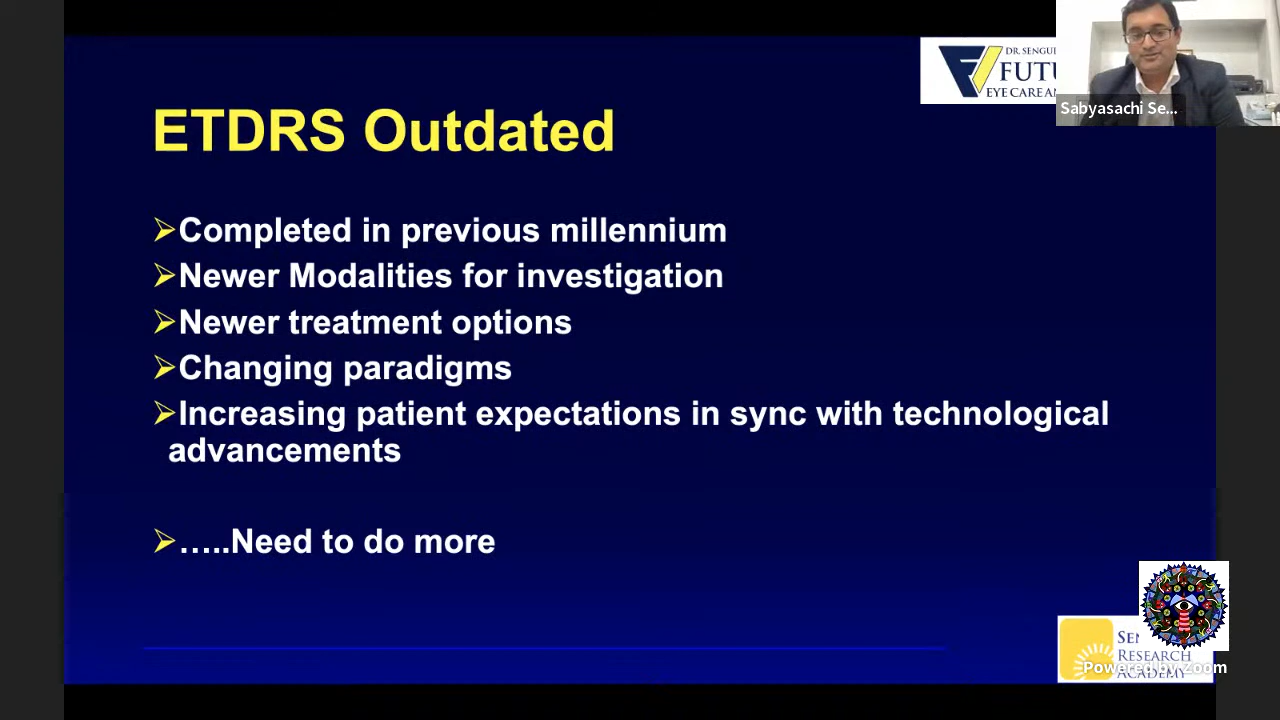 DR. SENGU
FUTU
EYE CARE AN
Sabyasachi Se...
ETDRS Outdated
➢Completed in previous millennium
➢Newer Modalities for investigation
➢Newer treatment options
➢Changing paradigms
➢Increasing patient expectations in sync with technological
advancements
➢…..Need to do more
SEN
RESEARCH
ACADEMY
Powered by Zoom